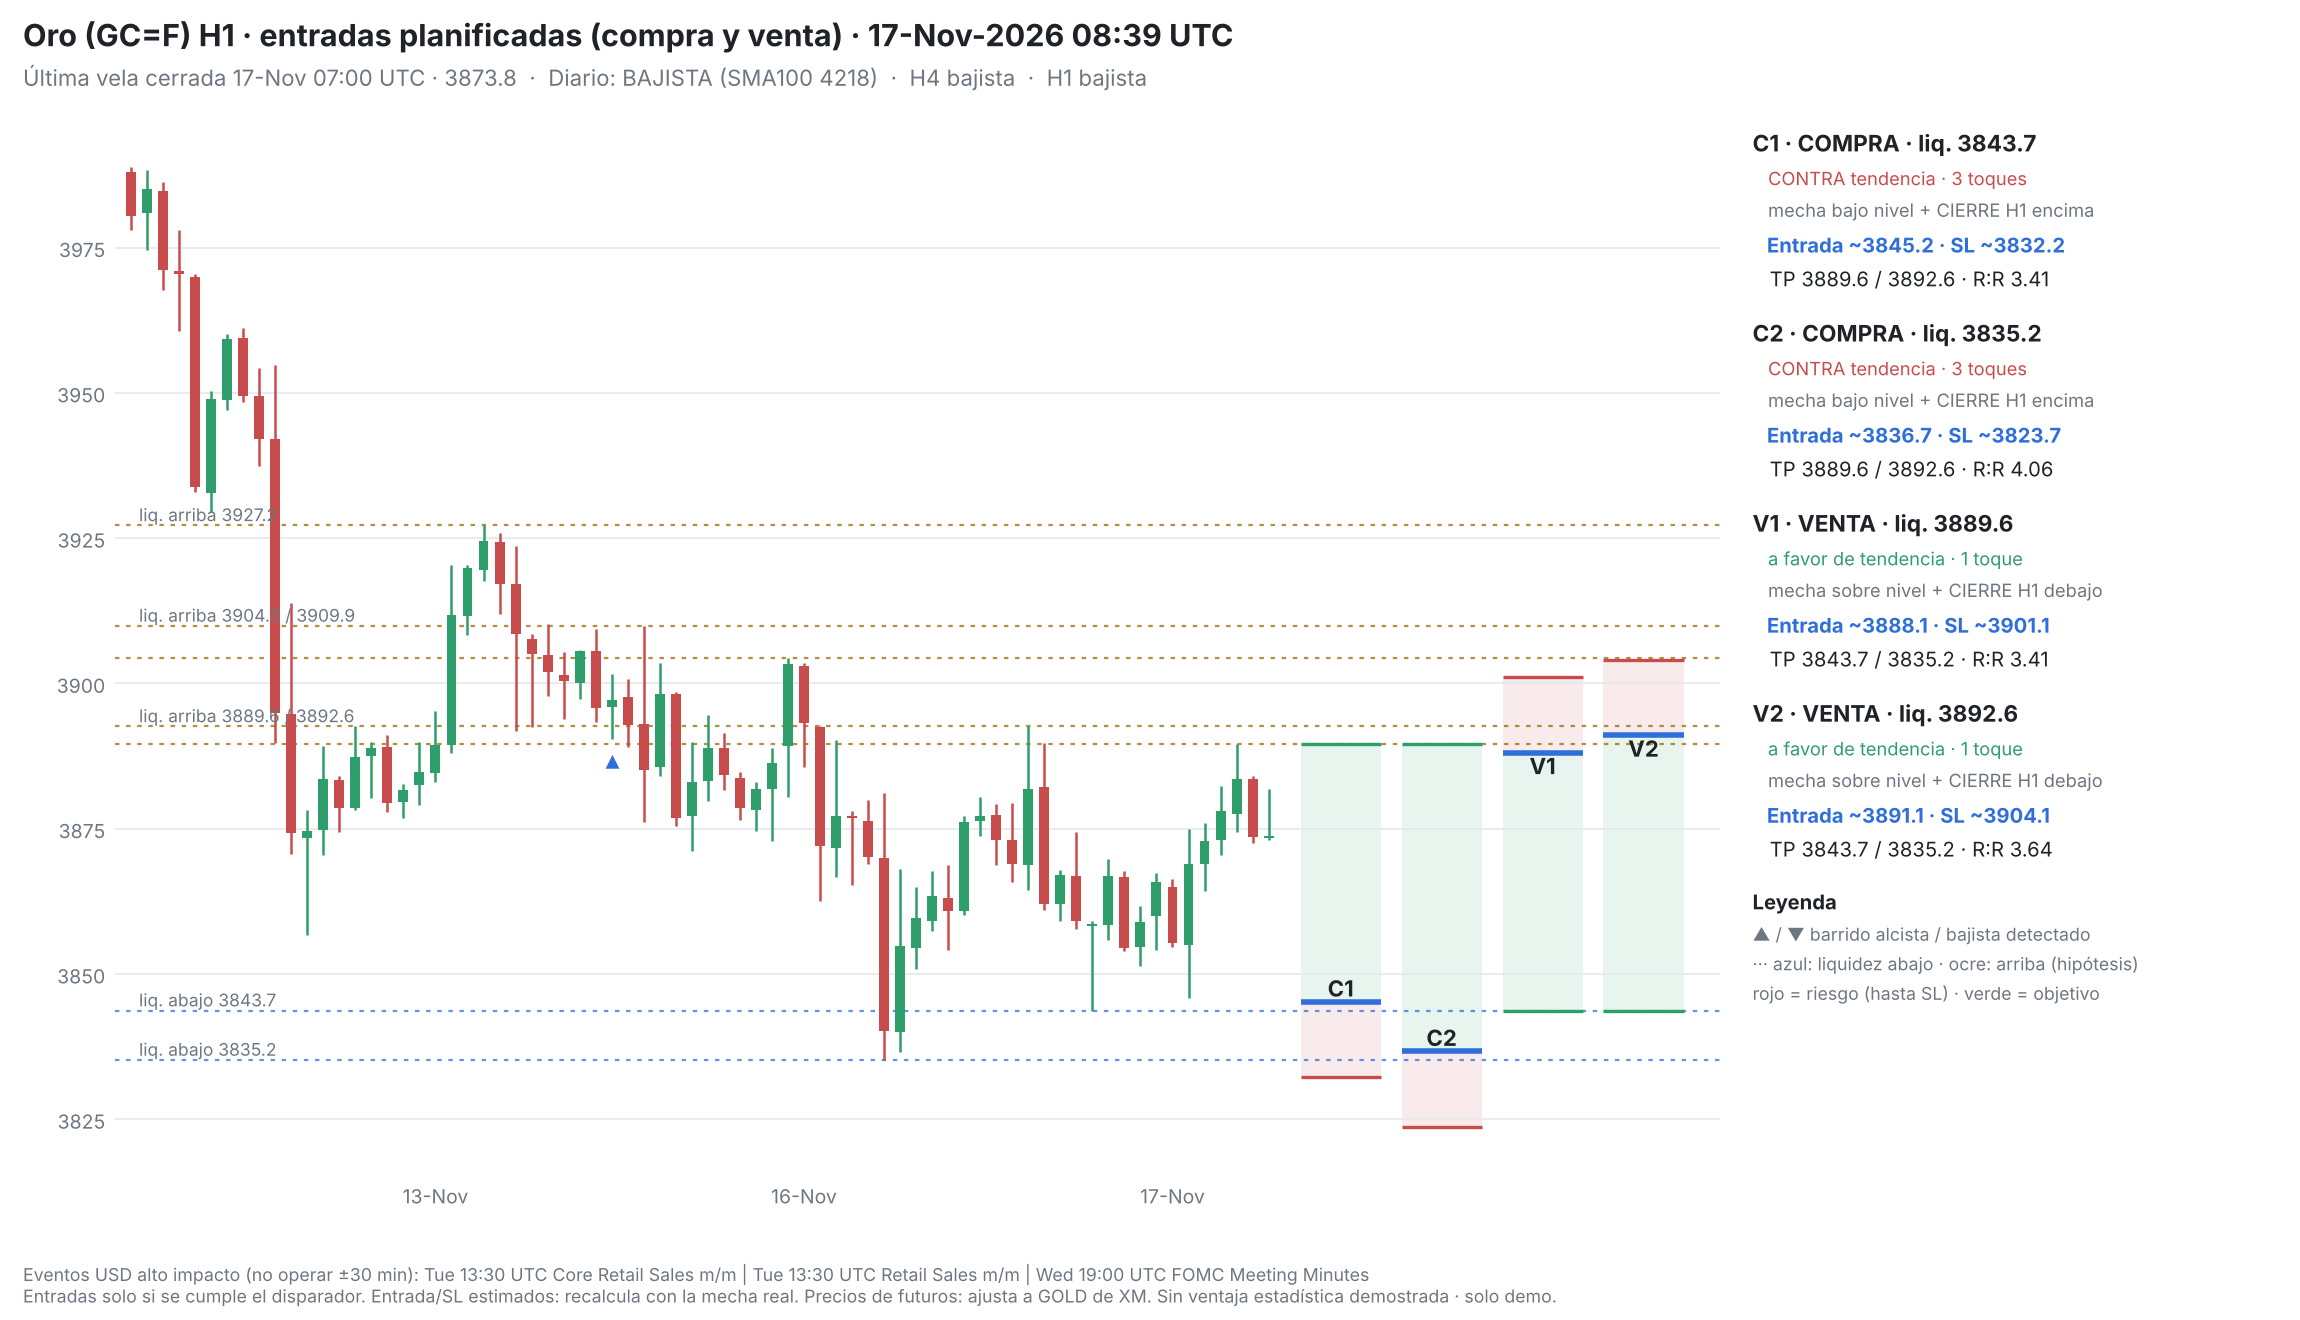 Oro (GC=F) H1 · entradas planificadas (compra y venta) · 17-Nov-2026 08:39 UTC
Última vela cerrada 17-Nov 07:00 UTC · 3873.8 · Diario: BAJISTA (SMA100 4218) · H4 bajista · H1 bajista
3975
3950
3925
3900
3875
3850
3825
liq. arriba 3927.2
liq. arriba 3904.3 / 3909.9
liq. arriba 3889.6 / 3892.6
liq. abajo 3843.7
liq. abajo 3835.2
C1
C2
V1
V2
13-Nov
16-Nov
17-Nov
C1 · COMPRA · liq. 3843.7
CONTRA tendencia · 3 toques
mecha bajo nivel + CIERRE H1 encima
Entrada ~3845.2 · SL ~3832.2
TP 3889.6 / 3892.6 · R:R 3.41
C2 · COMPRA · liq. 3835.2
CONTRA tendencia · 3 toques
mecha bajo nivel + CIERRE H1 encima
Entrada ~3836.7 · SL ~3823.7
TP 3889.6 / 3892.6 · R:R 4.06
V1 · VENTA · liq. 3889.6
a favor de tendencia · 1 toque
mecha sobre nivel + CIERRE H1 debajo
Entrada ~3888.1 · SL ~3901.1
TP 3843.7 / 3835.2 · R:R 3.41
V2 · VENTA · liq. 3892.6
a favor de tendencia · 1 toque
mecha sobre nivel + CIERRE H1 debajo
Entrada ~3891.1 · SL ~3904.1
TP 3843.7 / 3835.2 · R:R 3.64
Leyenda
▲ / ▼ barrido alcista / bajista detectado
··· azul: liquidez abajo · ocre: arriba (hipótesis)
rojo = riesgo (hasta SL) · verde = objetivo
Eventos USD alto impacto (no operar ±30 min): Tue 13:30 UTC Core Retail Sales m/m | Tue 13:30 UTC Retail Sales m/m | Wed 19:00 UTC FOMC Meeting Minutes
Entradas solo si se cumple el disparador. Entrada/SL estimados: recalcula con la mecha real. Precios de futuros: ajusta a GOLD de XM. Sin ventaja estadística demostrada · solo demo.